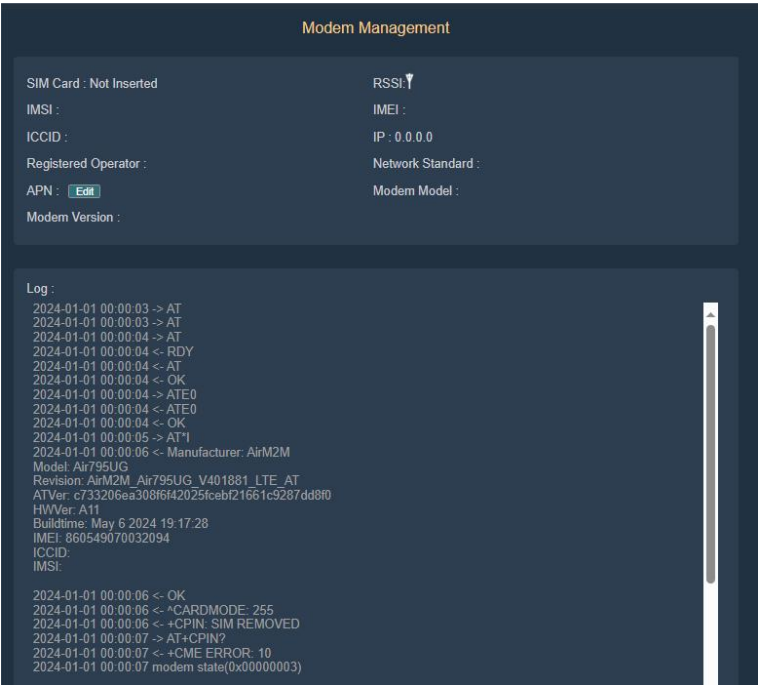 Modem Management
SIM Card : Not Inserted
RSSI:
IMSI :
IMEI :
ICCID :
IP : 0.0.0.0
Registered Operator :
Network Standard :
APN : Edit
Modem Model :
Modem Version :
Log :
2024-01-01 00:00:03 -> AT
2024-01-01 00:00:03 -> AT
2024-01-01 00:00:04 -> AT
2024-01-01 00:00:04 <- RDY
2024-01-01 00:00:04 <- AT
2024-01-01 00:00:04 <- OK
2024-01-01 00:00:04 -> ATE0
2024-01-01 00:00:04 <- ATE0
2024-01-01 00:00:04 <- OK
2024-01-01 00:00:05 -> AT*I
2024-01-01 00:00:06 <- Manufacturer: AirM2M
Model: Air795UG
Revision: AirM2M_Air795UG_V401881_LTE_AT
ATVer: c733206ea308f6f42025fcebf21661c9287dd8f0
HWVer: A11
Buildtime: May 6 2024 19:17:28
IMEI: 860549070032094
ICCID:
IMSI:
2024-01-01 00:00:06 <- OK
2024-01-01 00:00:06 <- ^CARDMODE: 255
2024-01-01 00:00:06 <- +CPIN: SIM REMOVED
2024-01-01 00:00:07 -> AT+CPIN?
2024-01-01 00:00:07 <- +CME ERROR: 10
2024-01-01 00:00:07 modem state(0x00000003)